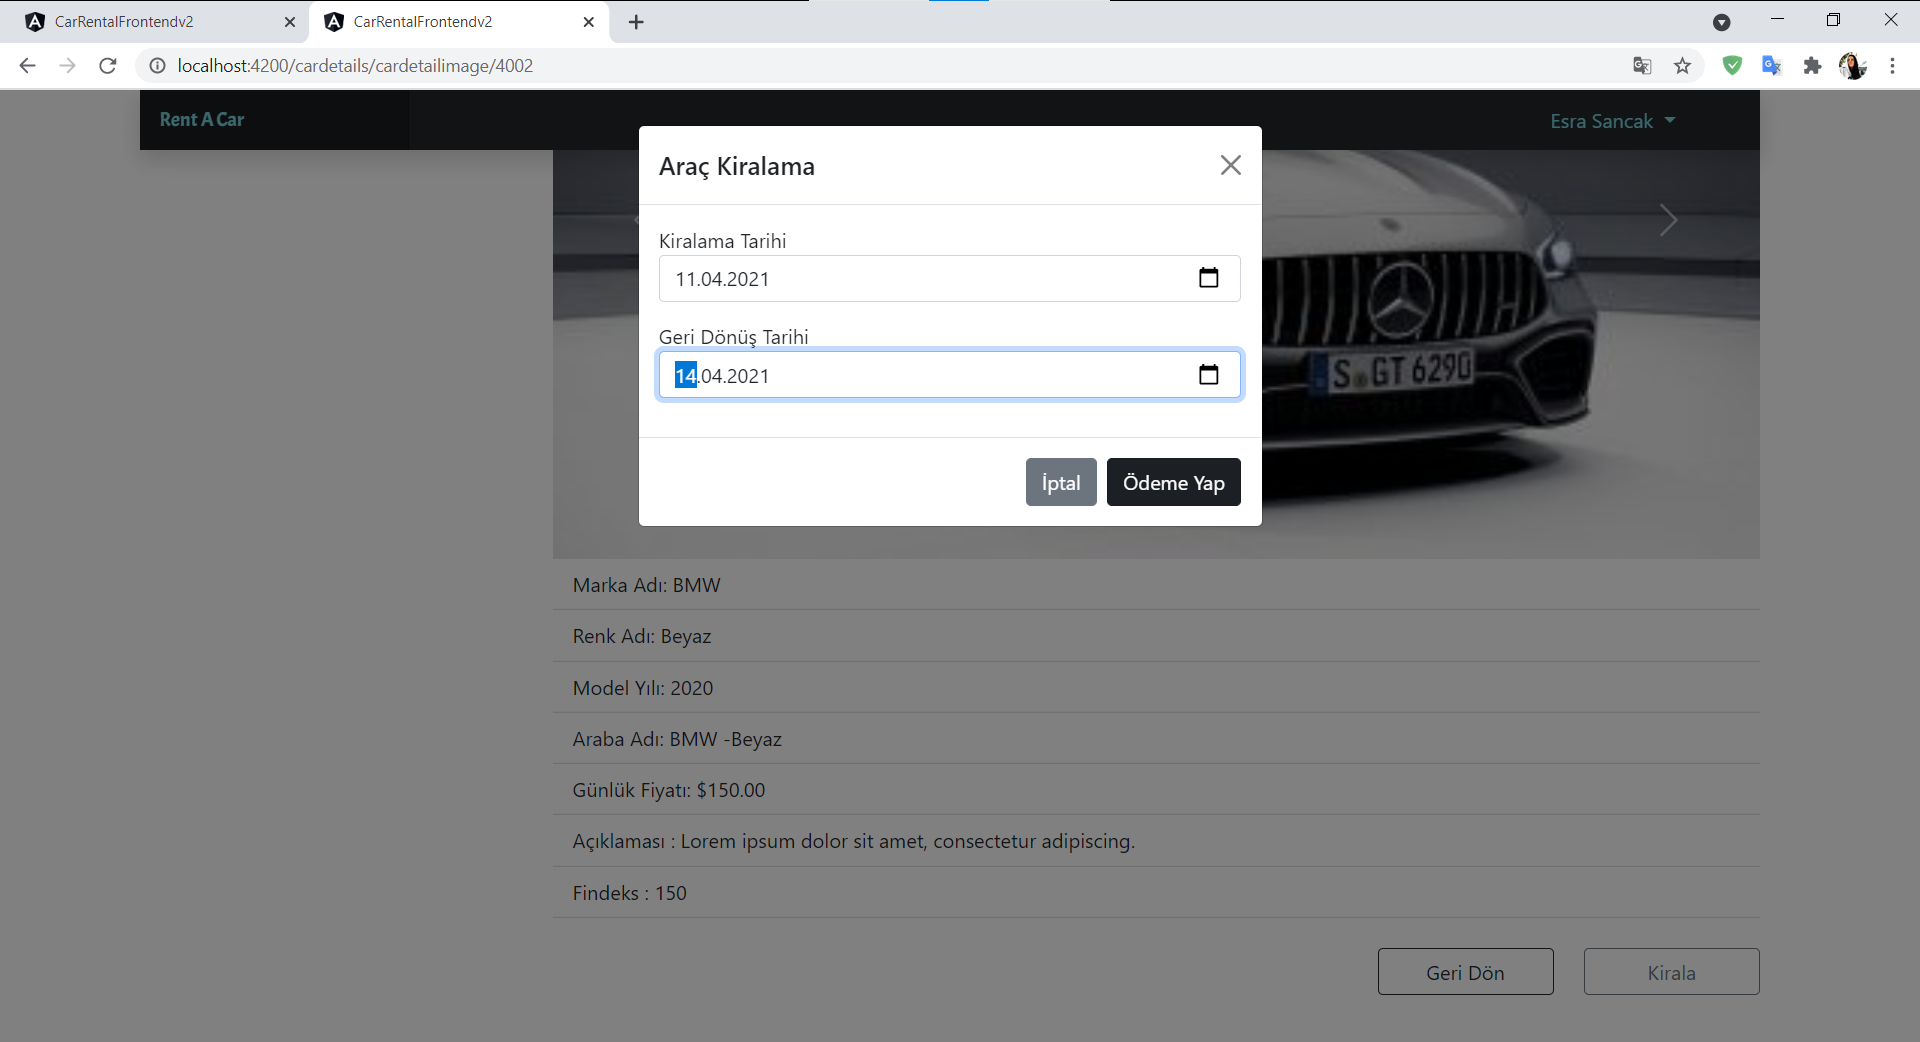 CarRentalFrontendv2
CarRentalFrontendv2
localhost:4200/cardetails/cardetailimage/4002
Rent A Car
Esra Sancak
Araç Kiralama
Kiralama Tarihi
11.04.2021
Geri Dönüş Tarihi
14.04.2021
İptal
Ödeme Yap
S GT 6290
Marka Adı: BMW
Renk Adı: Beyaz
Model Yılı: 2020
Araba Adı: BMW -Beyaz
Günlük Fiyatı: $150.00
Açıklaması : Lorem ipsum dolor sit amet, consectetur adipiscing.
Findeks : 150
Geri Dön
Kirala